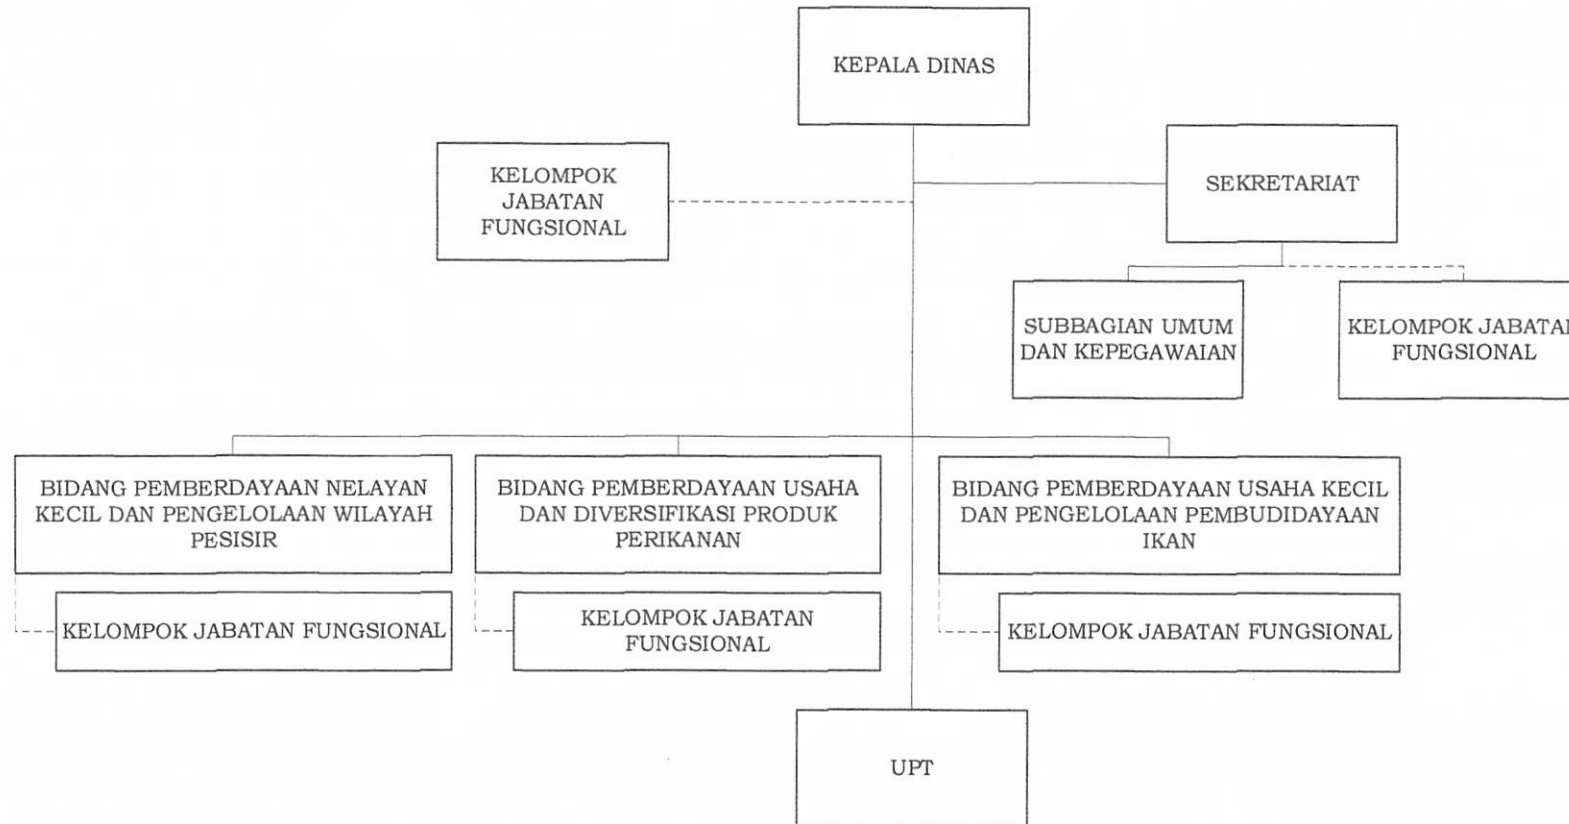 KEPALA DINAS
KELOMPOK
JABATAN
FUNGSIONAL
SEKRETARIAT
SUBBAGIAN UMUM
DAN KEPEGAWAIAN
KELOMPOK JABATAN
FUNGSIONAL
BIDANG PEMBERDAYAAN NELAYAN
KECIL DAN PENGELOLAAN WILAYAH
PESISIR
BIDANG PEMBERDAYAAN USAHA
DAN DIVERSIFIKASI PRODUK
PERIKANAN
BIDANG PEMBERDAYAAN USAHA KECIL
DAN PENGELOLAAN PEMBUDIDAYAAN
IKAN
KELOMPOK JABATAN FUNGSIONAL
KELOMPOK JABATAN
FUNGSIONAL
KELOMPOK JABATAN FUNGSIONAL
UPT